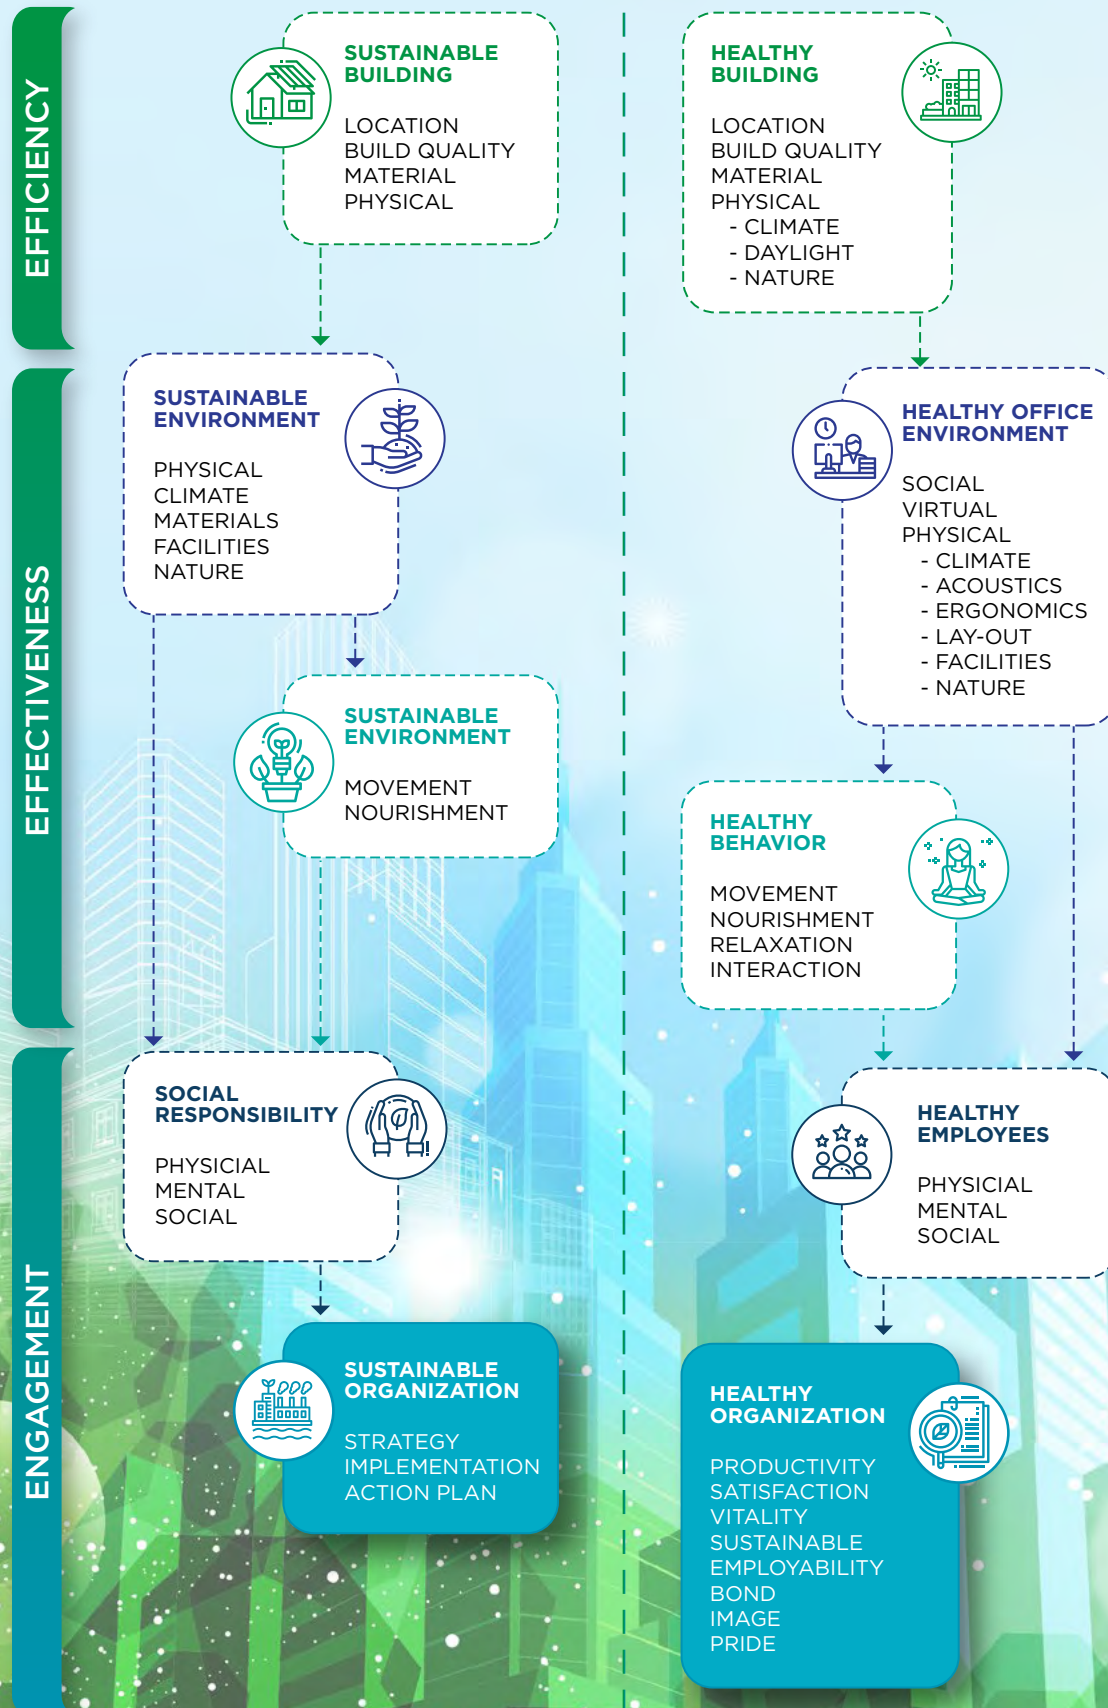 EFFICIENCY
SUSTAINABLE
BUILDING
LOCATION
BUILD QUALITY
MATERIAL
PHYSICAL
HEALTHY
BUILDING
LOCATION
BUILD QUALITY
MATERIAL
PHYSICAL
- CLIMATE
- DAYLIGHT
- NATURE
EFFECTIVENESS
SUSTAINABLE
ENVIRONMENT
PHYSICAL
CLIMATE
MATERIALS
FACILITIES
NATURE
HEALTHY OFFICE
ENVIRONMENT
SOCIAL
VIRTUAL
PHYSICAL
- CLIMATE
- ACOUSTICS
- ERGONOMICS
- LAY-OUT
- FACILITIES
- NATURE
SUSTAINABLE
ENVIRONMENT
MOVEMENT
NOURISHMENT
HEALTHY
BEHAVIOR
MOVEMENT
NOURISHMENT
RELAXATION
INTERACTION
ENGAGEMENT
SOCIAL
RESPONSIBILITY
PHYSICIAL
MENTAL
SOCIAL
HEALTHY
EMPLOYEES
PHYSICIAL
MENTAL
SOCIAL
SUSTAINABLE
ORGANIZATION
STRATEGY
IMPLEMENTATION
ACTION PLAN
HEALTHY
ORGANIZATION
PRODUCTIVITY
SATISFACTION
VITALITY
SUSTAINABLE
EMPLOYABILITY
BOND
IMAGE
PRIDE